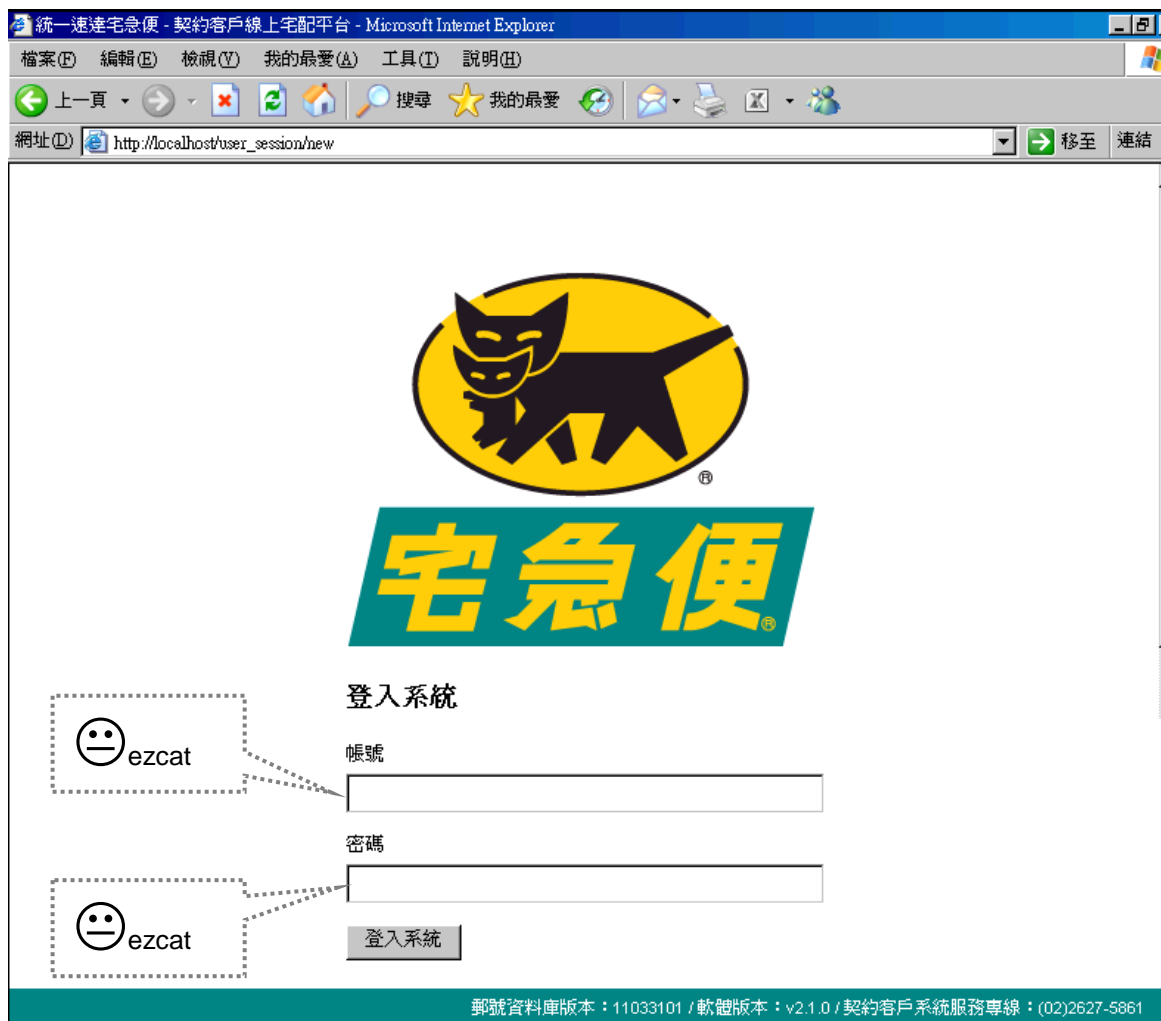 統一速達宅急便 - 契約客戶線上宅配平台 - Microsoft Internet Explorer
檔案(F) 編輯(E) 檢視(V) 我的最愛(A) 工具(T) 說明(H)
上一頁 搜尋 我的最愛
網址(D) http://localhost/user_session/new 移至 連結
®
宅急便®
登入系統
ezcat
帳號
密碼
ezcat
登入系統
郵號資料庫版本：11033101 / 軟體版本：v2.1.0 / 契約客戶系統服務專線：(02)2627-5861